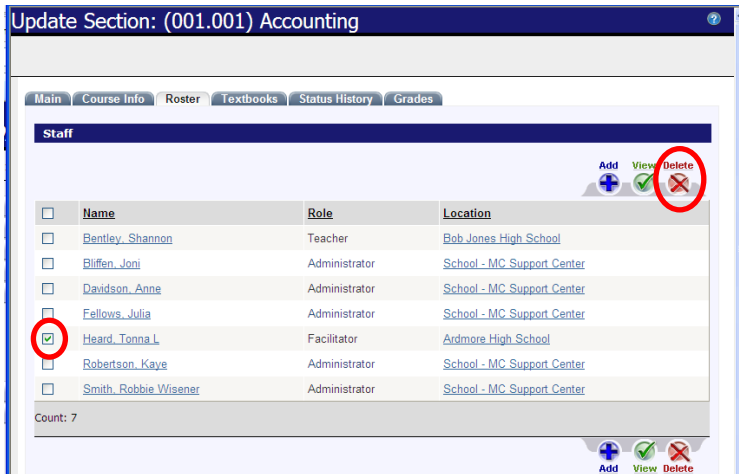 Update Section: (001.001) Accounting
?
Main Course Info Roster Textbooks Status History Grades
Staff
Add View Delete
Name Role Location
Bentley, Shannon Teacher Bob Jones High School
Bliffen, Joni Administrator School - MC Support Center
Davidson, Anne Administrator School - MC Support Center
Fellows, Julia Administrator School - MC Support Center
Heard, Tonna L Facilitator Ardmore High School
Robertson, Kaye Administrator School - MC Support Center
Smith, Robbie Wisener Administrator School - MC Support Center
Count: 7
Add View Delete